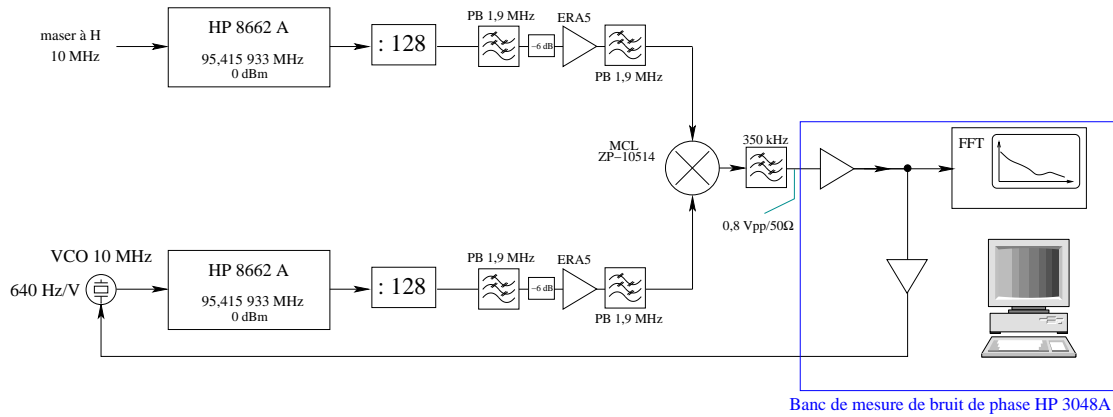 maser à H
10 MHz
HP 8662 A
95,415 933 MHz
0 dBm
: 128
PB 1,9 MHz
−6 dB
ERA5
PB 1,9 MHz
MCL
ZP−10514
350 kHz
0,8 Vpp/50Ω
FFT
VCO 10 MHz
640 Hz/V
HP 8662 A
95,415 933 MHz
0 dBm
: 128
PB 1,9 MHz
−6 dB
ERA5
PB 1,9 MHz
Banc de mesure de bruit de phase HP 3048A